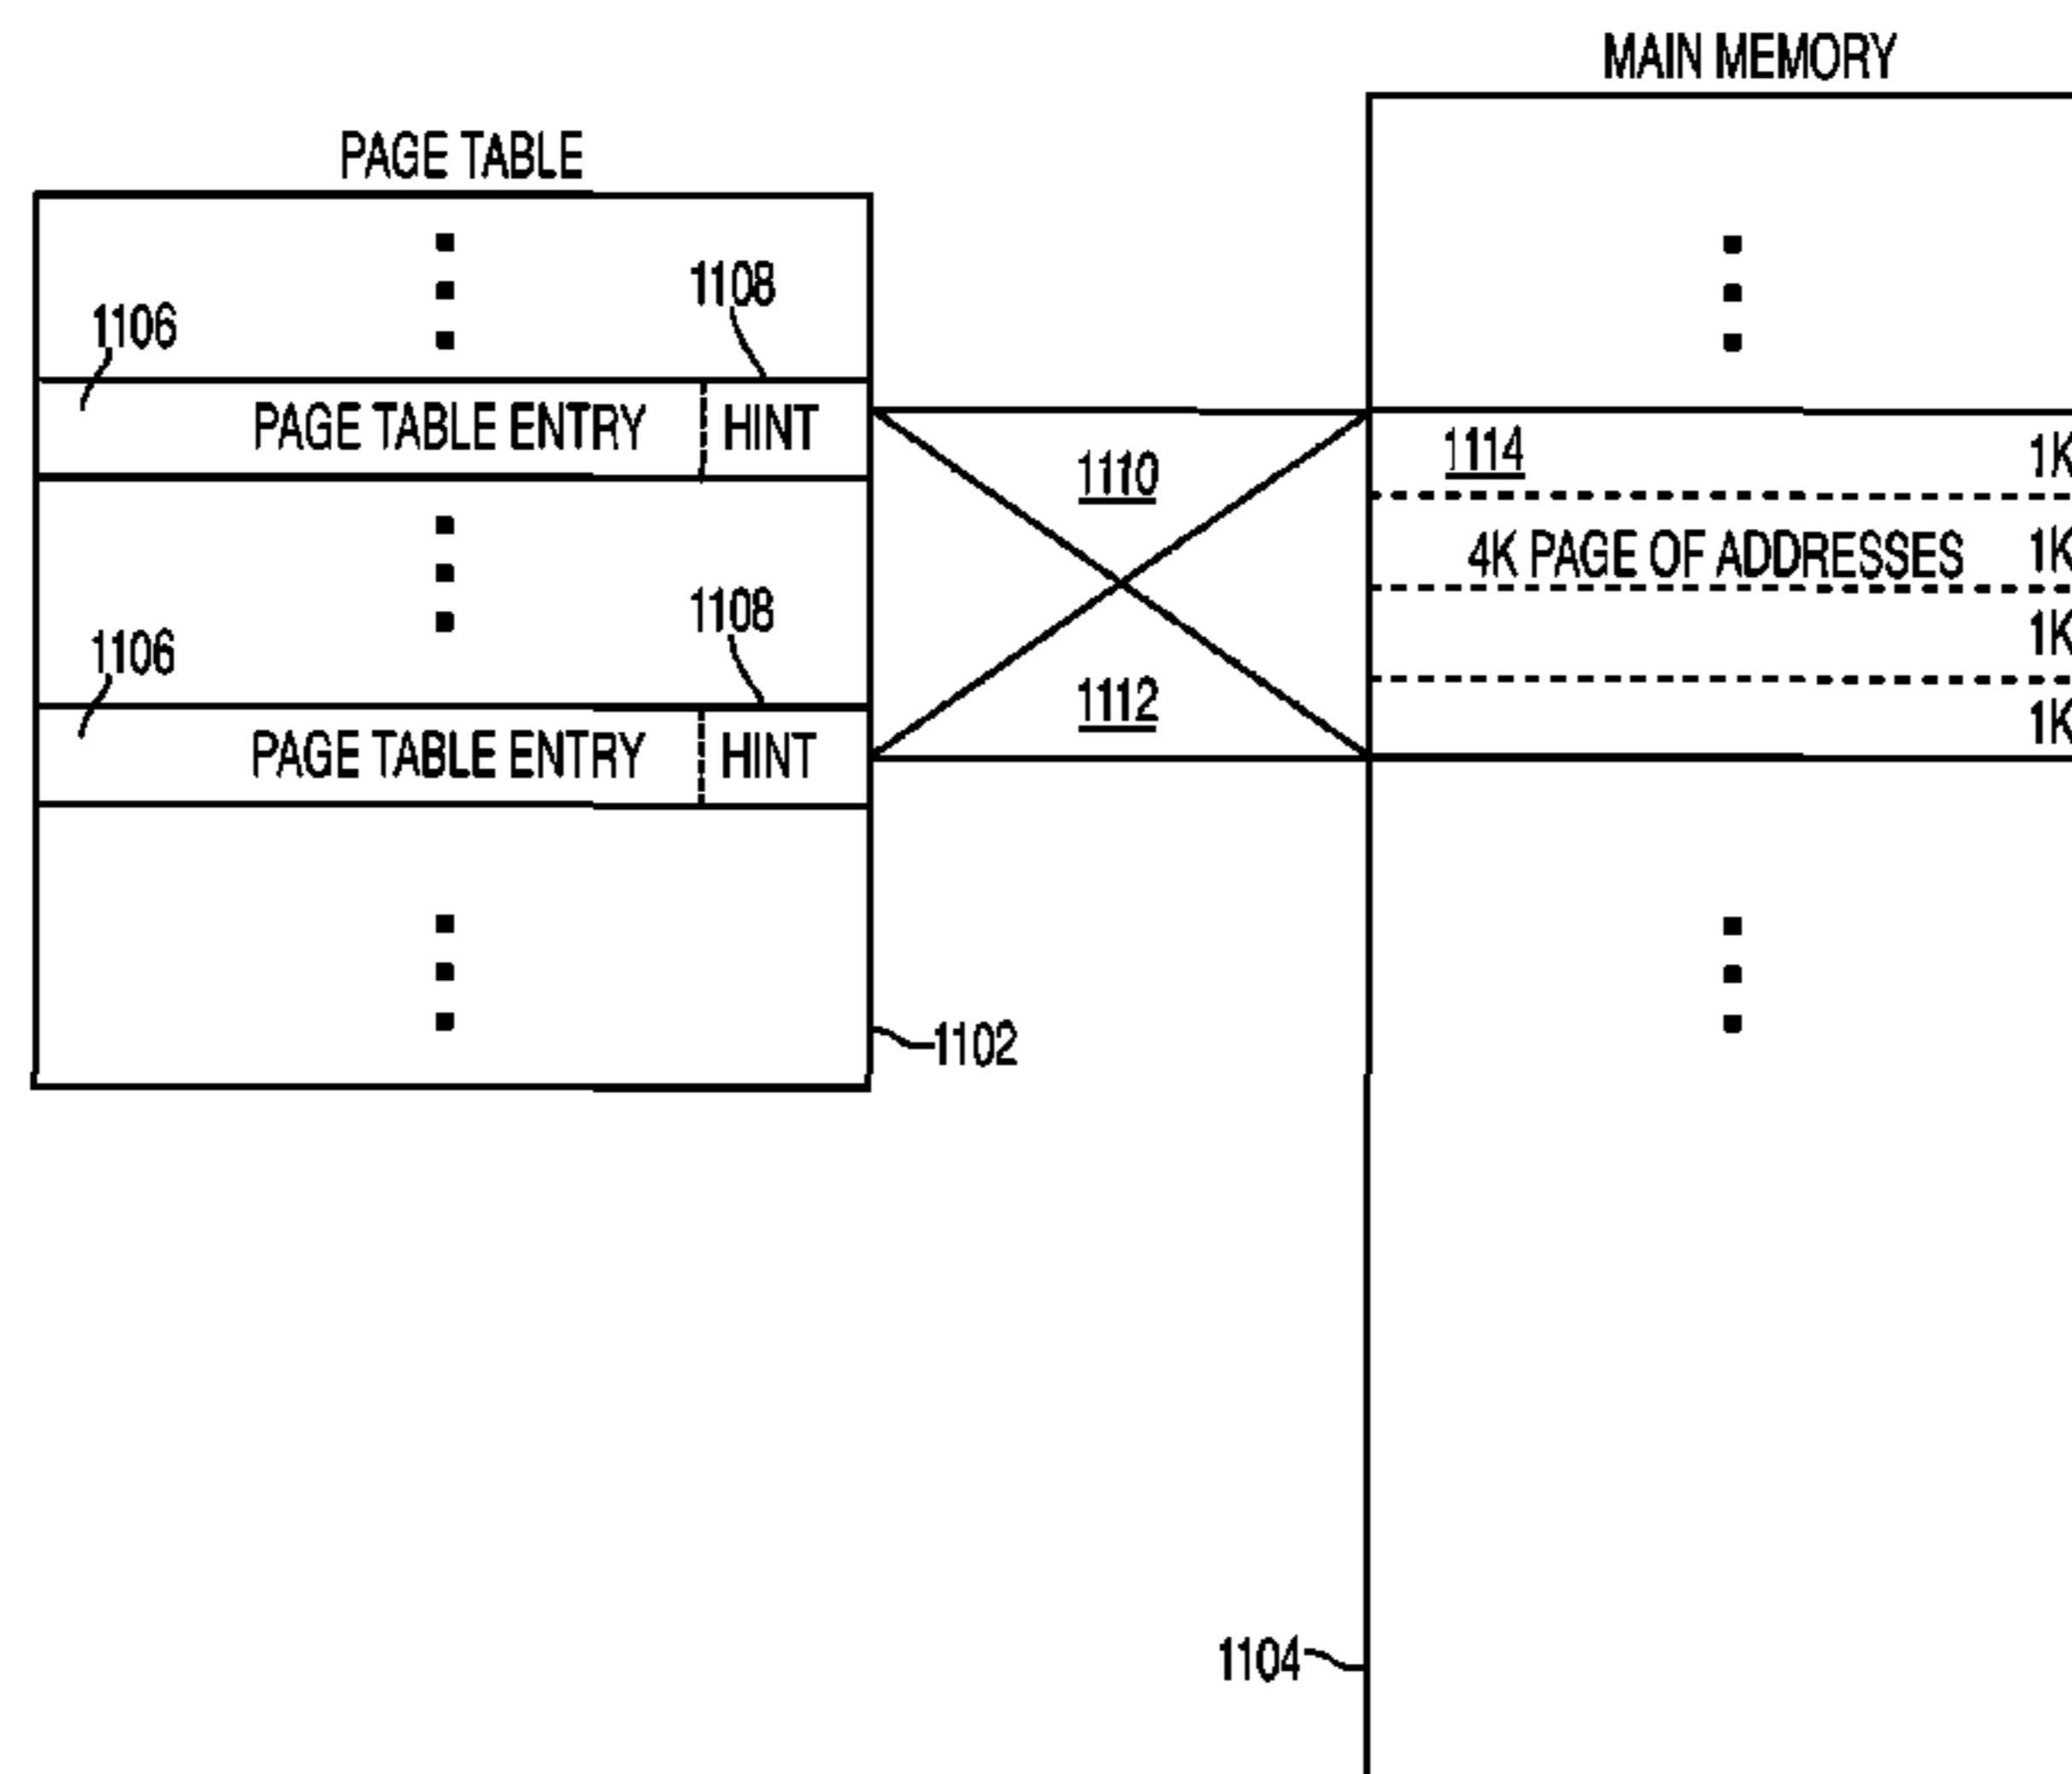 MAIN MEMORY
PAGE TABLE
1108
1106
PAGE TABLE ENTRY HINT
1110
1114 1K
4K PAGE OF ADDRESSES 1K
1108
1K
1106
1112
1K
PAGE TABLE ENTRY HINT
1102
1104